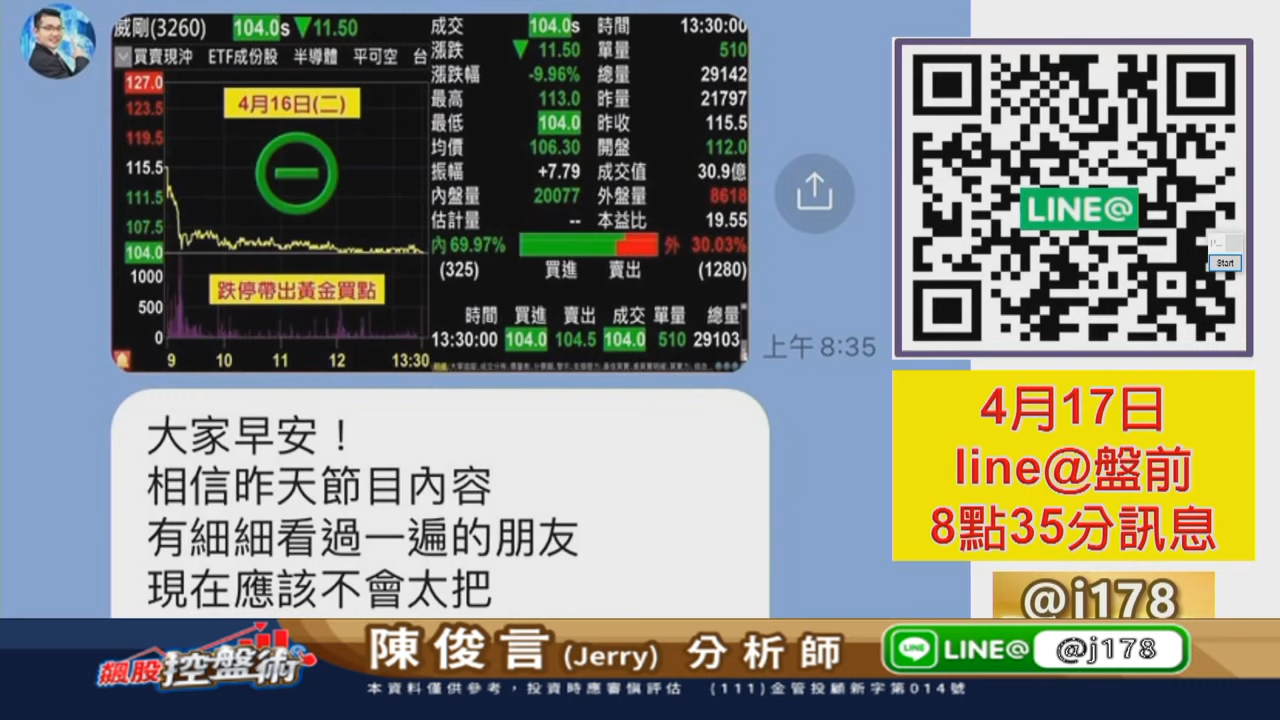 威剛(3260) 104.0s ▼11.50
買賣現沖 ETF成份股 半導體 平可空 台
127.0
123.5
119.5
115.5
111.5
107.5
104.0
1000
500
0
9 10 11 12 13:30
4月16日(二)
跌停帶出黃金買點
成交 104.0s 時間 13:30:00
漲跌 ▼ 11.50 單量 510
漲跌幅 -9.96% 總量 29142
最高 113.0 昨量 21797
最低 104.0 昨收 115.5
均價 106.30 開盤 112.0
振幅 +7.79 成交值 30.9億
內盤量 20077 外盤量 8618
估計量 -- 本益比 19.55
內 69.97% 外 30.03%
(325) 買進 賣出 (1280)
時間 買進 賣出 成交 單量 總量
13:30:00 104.0 104.5 104.0 510 29103
上午 8:35
大家早安！
相信昨天節目內容
有細細看過一遍的朋友
現在應該不會太把
LINE@
Start
4月17日
line@盤前
8點35分訊息
@j178
飆股控盤術
陳俊言 (Jerry) 分析師
LINE LINE@ @j178
本資料僅供參考，投資時應審慎評估 (111)金管投顧新字第014號